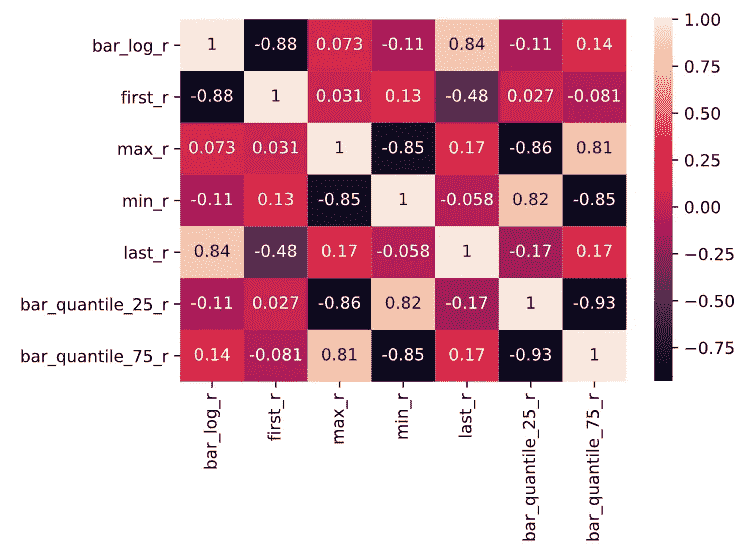 bar_log_r 1 -0.88 0.073 -0.11 0.84 -0.11 0.14
first_r -0.88 1 0.031 0.13 -0.48 0.027 -0.081
max_r 0.073 0.031 1 -0.85 0.17 -0.86 0.81
min_r -0.11 0.13 -0.85 1 -0.058 0.82 -0.85
last_r 0.84 -0.48 0.17 -0.058 1 -0.17 0.17
bar_quantile_25_r -0.11 0.027 -0.86 0.82 -0.17 1 -0.93
bar_quantile_75_r 0.14 -0.081 0.81 -0.85 0.17 -0.93 1
bar_log_r
first_r
max_r
min_r
last_r
bar_quantile_25_r
bar_quantile_75_r
1.00
0.75
0.50
0.25
0.00
−0.25
−0.50
−0.75